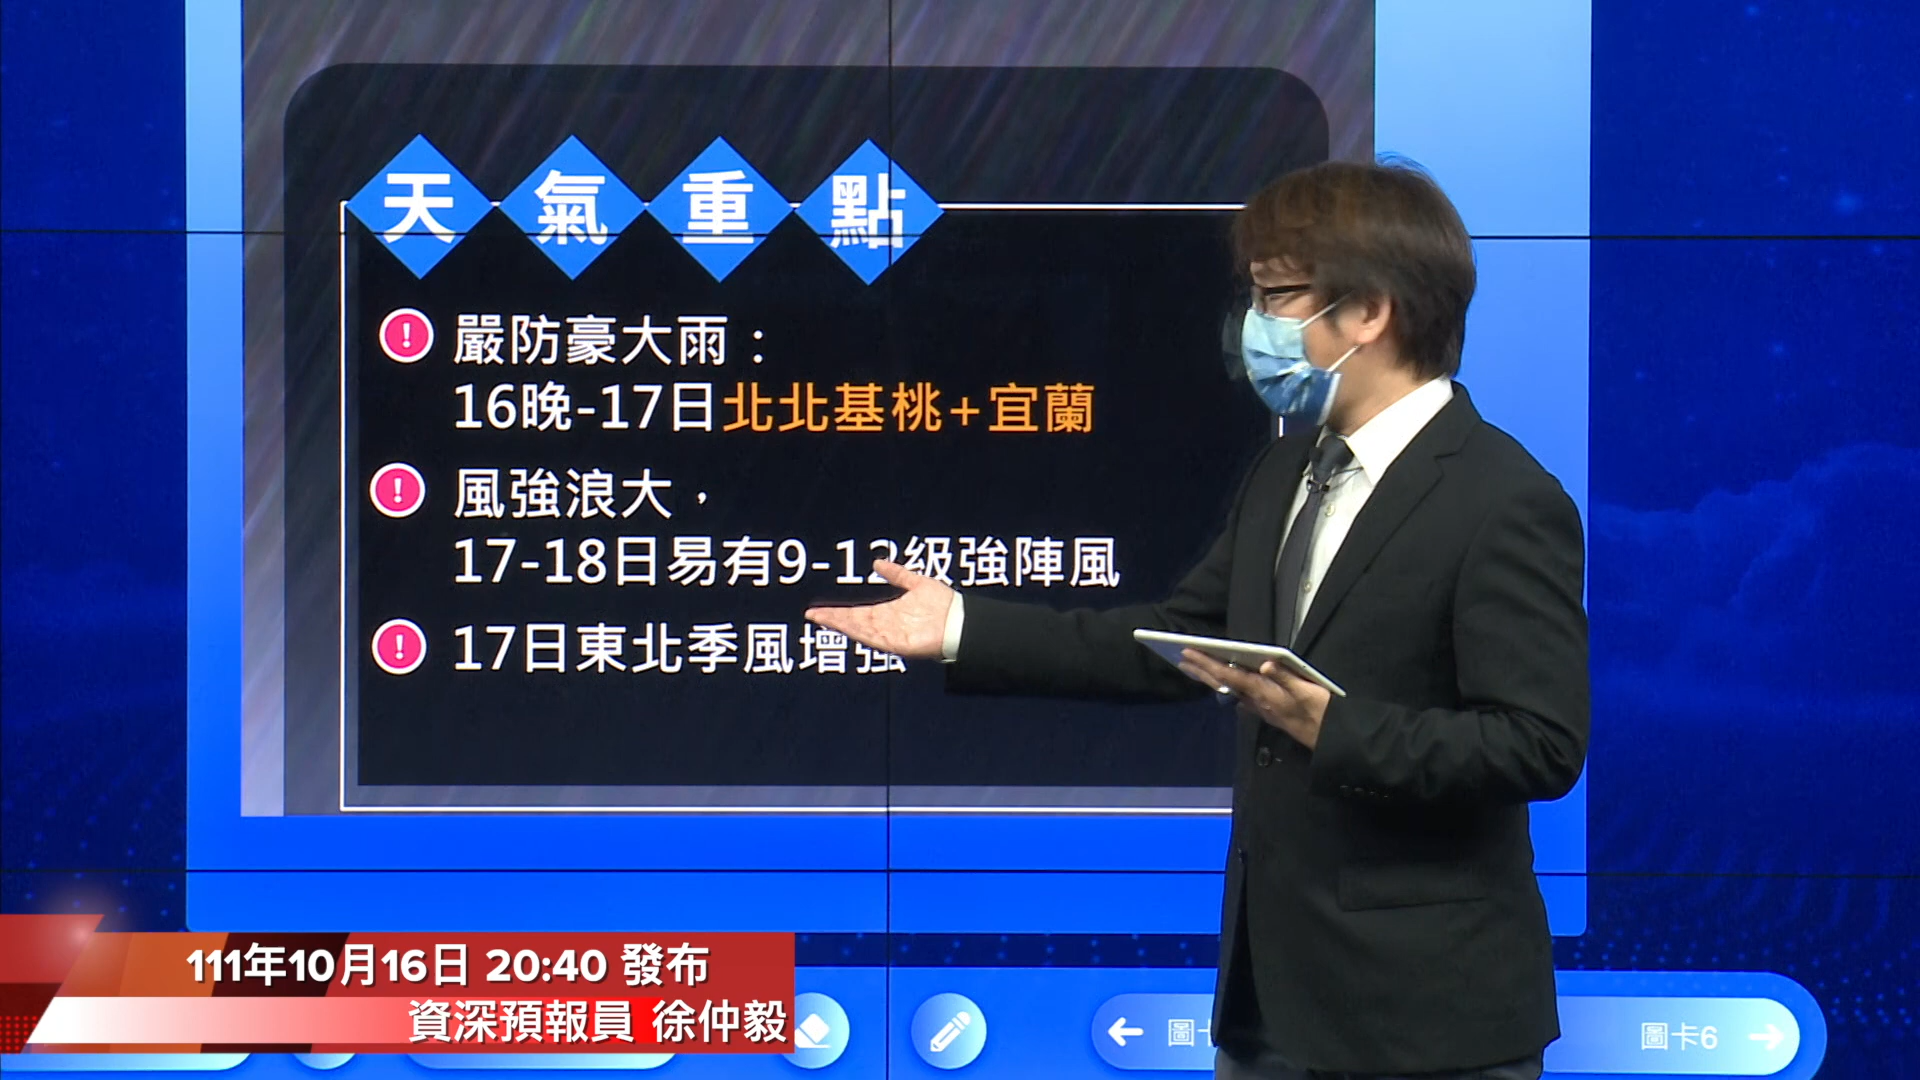 天氣重點
嚴防豪大雨：
16晚-17日北北基桃+宜蘭
風強浪大，
17-18日易有9-12級強陣風
17日東北季風增強
111年10月16日 20:40 發布
資深預報員 徐仲毅
圖卡6